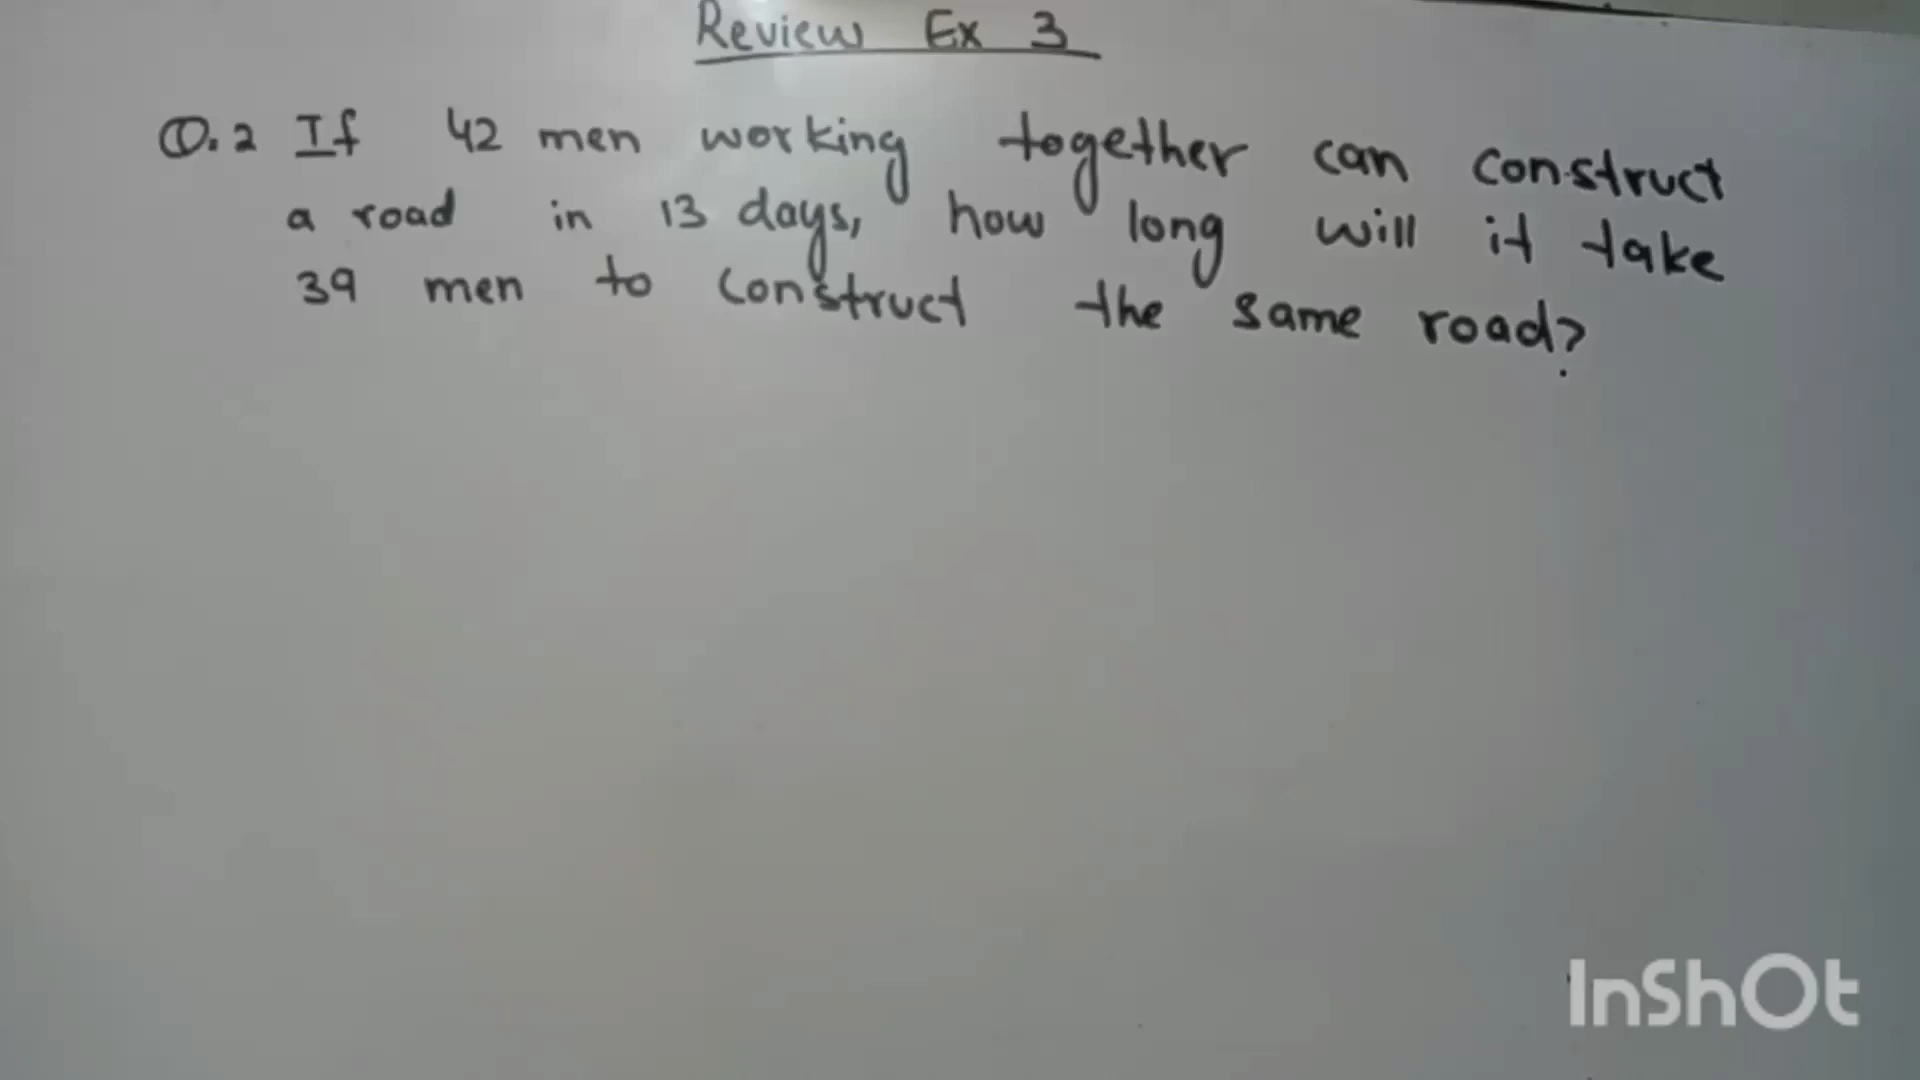 Review Ex 3
Q.2 If 42 men working together can construct
a road in 13 days, how long will it take
39 men to construct the same road?
InShOt